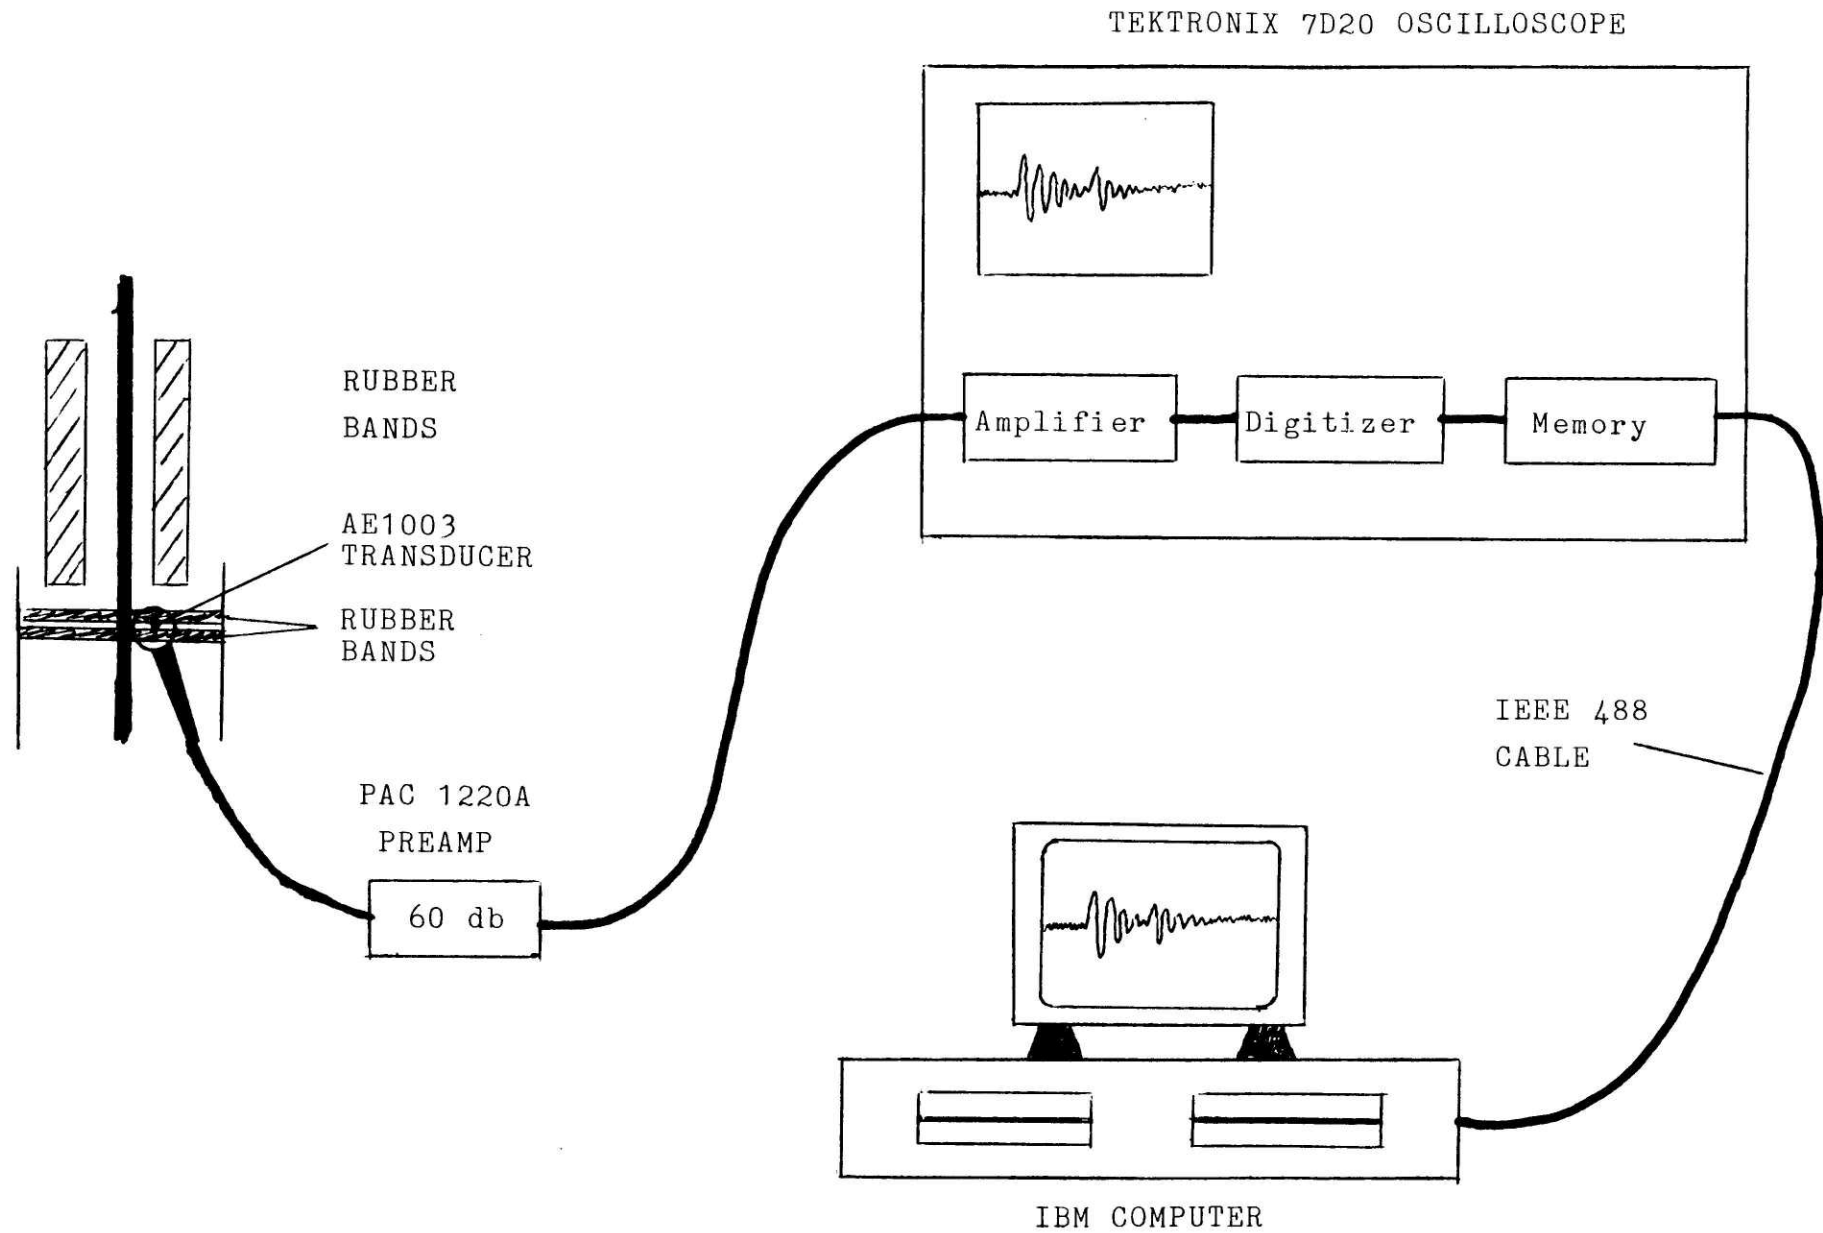 TEKTRONIX 7D20 OSCILLOSCOPE
RUBBER
BANDS
Amplifier
Digitizer
Memory
AE1003
TRANSDUCER
RUBBER
BANDS
IEEE 488
CABLE
PAC 1220A
PREAMP
60 db
IBM COMPUTER